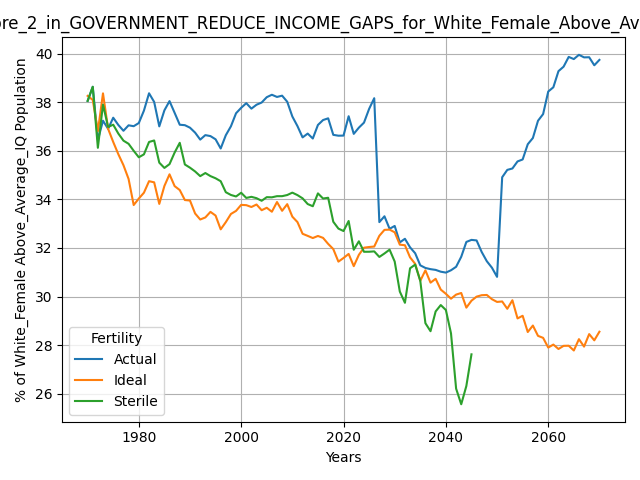 ore_2_in_GOVERNMENT_REDUCE_INCOME_GAPS_for_White_Female_Above_Av
% of White_Female Above_Average_IQ Population
40
38
36
34
32
30
28
26
Fertility
Actual
Ideal
Sterile
1980
2000
2020
2040
2060
Years